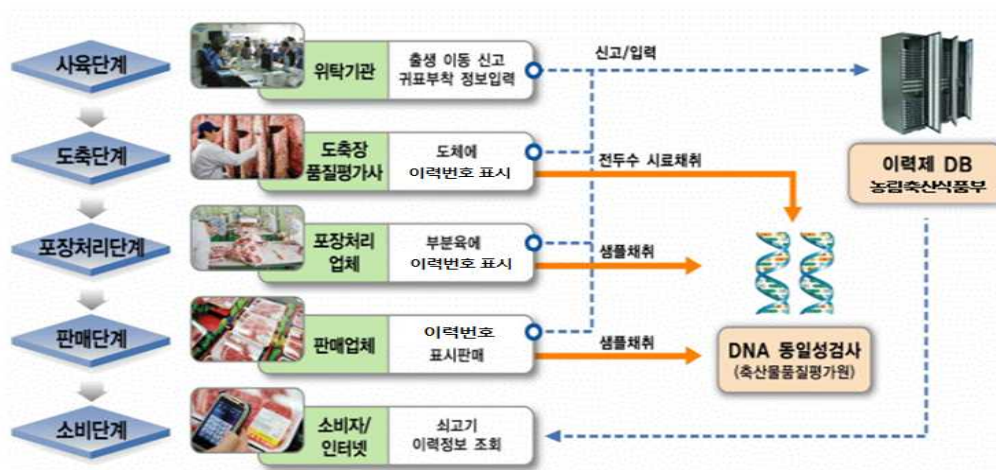 사육단계
위탁기관
출생 이동 신고
귀표부착 정보입력
신고/입력
도축단계
도축장
품질평가사
도체에
이력번호 표시
전두수 시료채취
이력제 DB
농림축산식품부
포장처리단계
포장처리
업체
부분육에
이력번호 표시
샘플채취
판매단계
판매업체
이력번호
표시판매
샘플채취
DNA 동일성검사
(축산물품질평가원)
소비단계
소비자/
인터넷
쇠고기
이력정보 조회